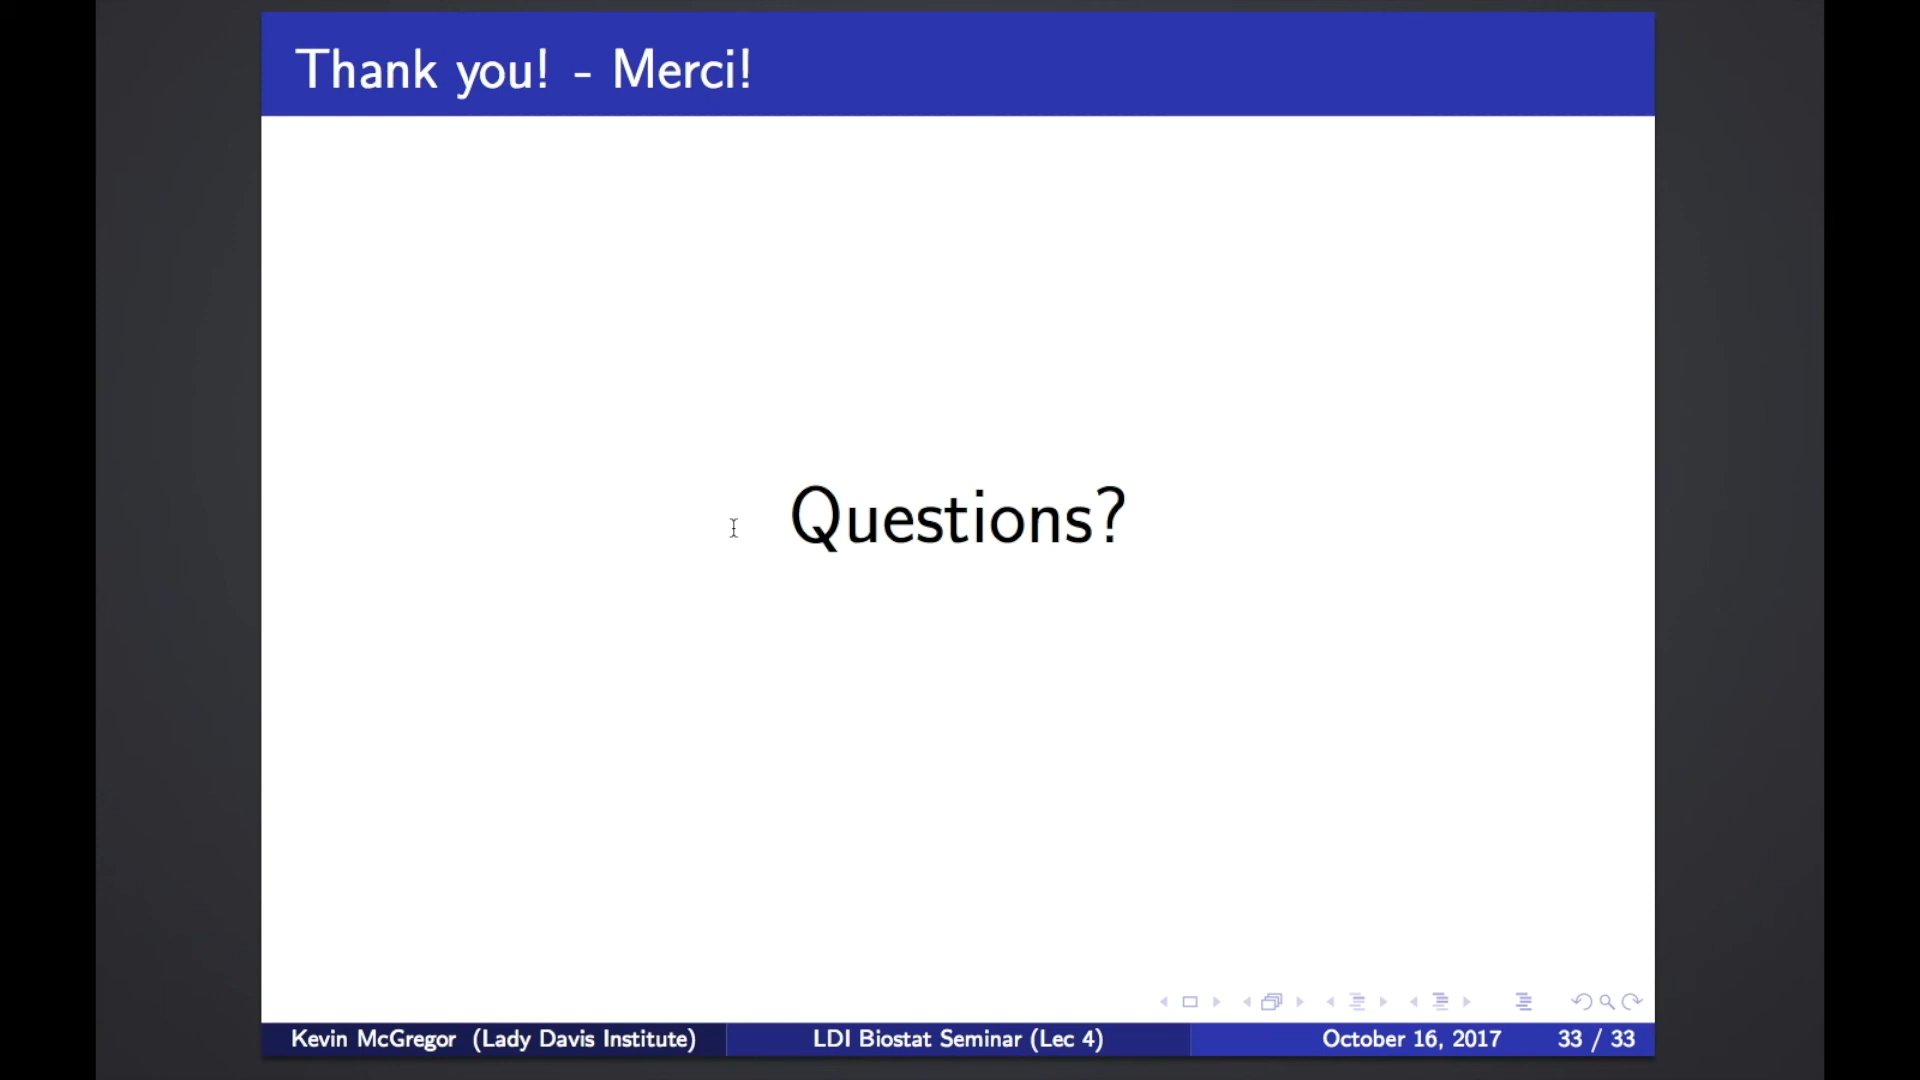 Thank you! - Merci!
Questions?
Kevin McGregor (Lady Davis Institute) LDI Biostat Seminar (Lec 4) October 16, 2017 33 / 33